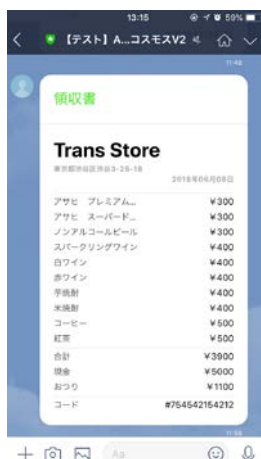 13:15
59%
【テスト】A...コスモスV2
11:48
領収書
Trans Store
東京都渋谷区渋谷3-25-18
2018年06月08日
アサヒ プレミアム... ¥300
アサヒ スーパード... ¥300
ノンアルコールビール ¥300
スパークリングワイン ¥400
白ワイン ¥400
赤ワイン ¥400
芋焼酎 ¥400
米焼酎 ¥400
コーヒー ¥500
紅茶 ¥500
合計 ¥3900
現金 ¥5000
おつり ¥1100
コード #754542154212
Aa